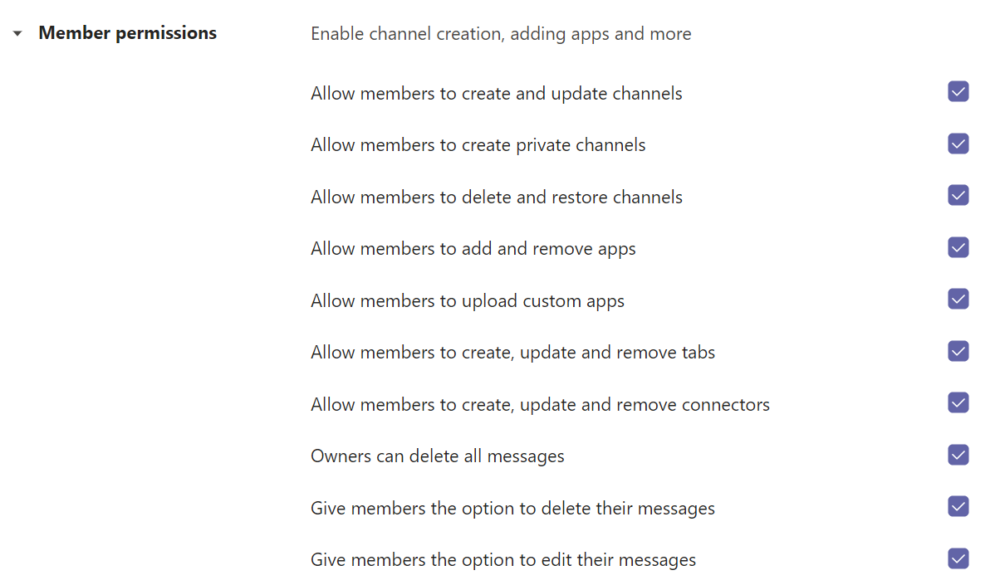 Member permissions
Enable channel creation, adding apps and more
Allow members to create and update channels
Allow members to create private channels
Allow members to delete and restore channels
Allow members to add and remove apps
Allow members to upload custom apps
Allow members to create, update and remove tabs
Allow members to create, update and remove connectors
Owners can delete all messages
Give members the option to delete their messages
Give members the option to edit their messages